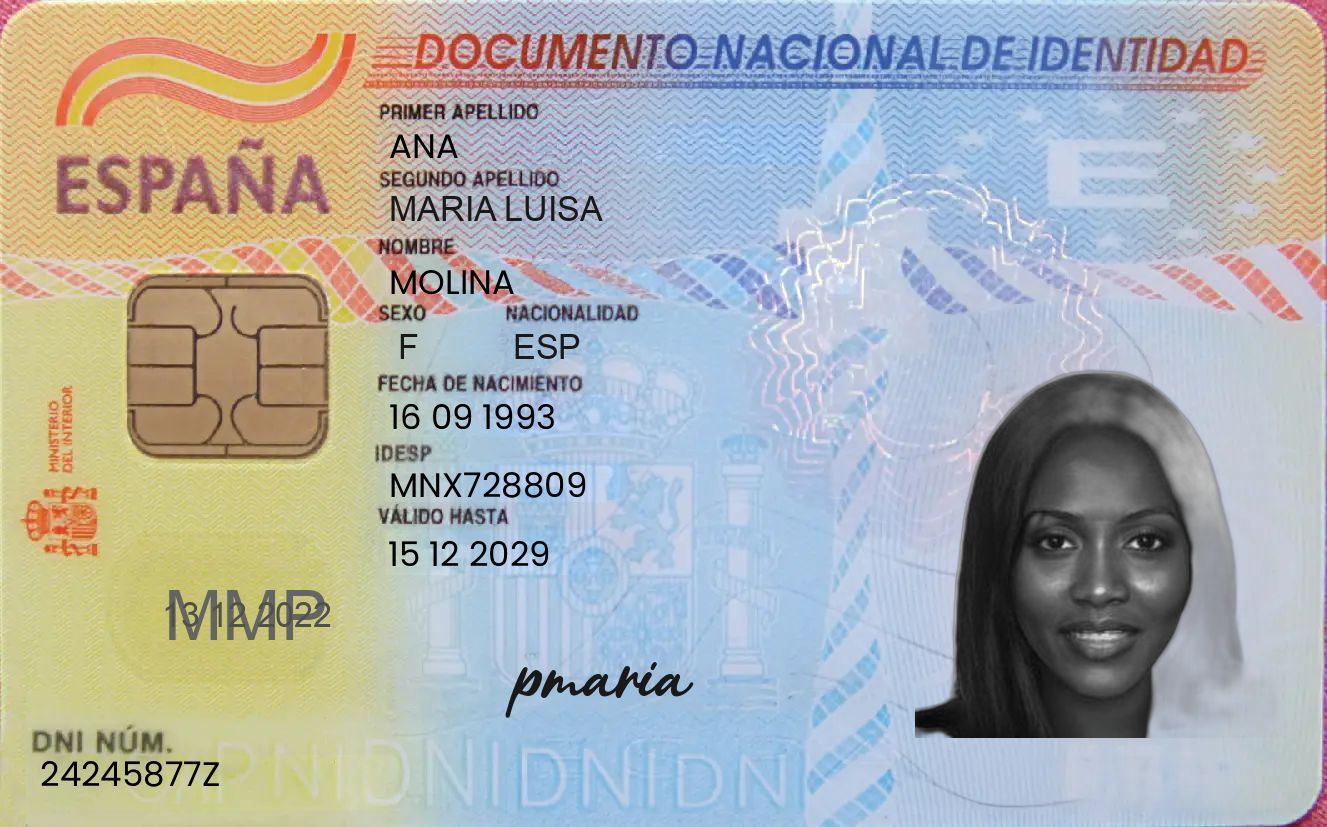 DOCUMENTO NACIONAL DE IDENTIDAD
ESPAÑA
PRIMER APELLIDO
ANA
SEGUNDO APELLIDO
MARIA LUISA
NOMBRE
MOLINA
SEXO NACIONALIDAD
F ESP
FECHA DE NACIMIENTO
16 09 1993
IDESP
MNX728809
VÁLIDO HASTA
15 12 2029
MINISTERIO
DEL INTERIOR
E
13 12 2022
MMP
pmaria
DNI NÚM.
24245877Z
DNIDNIDNIDN